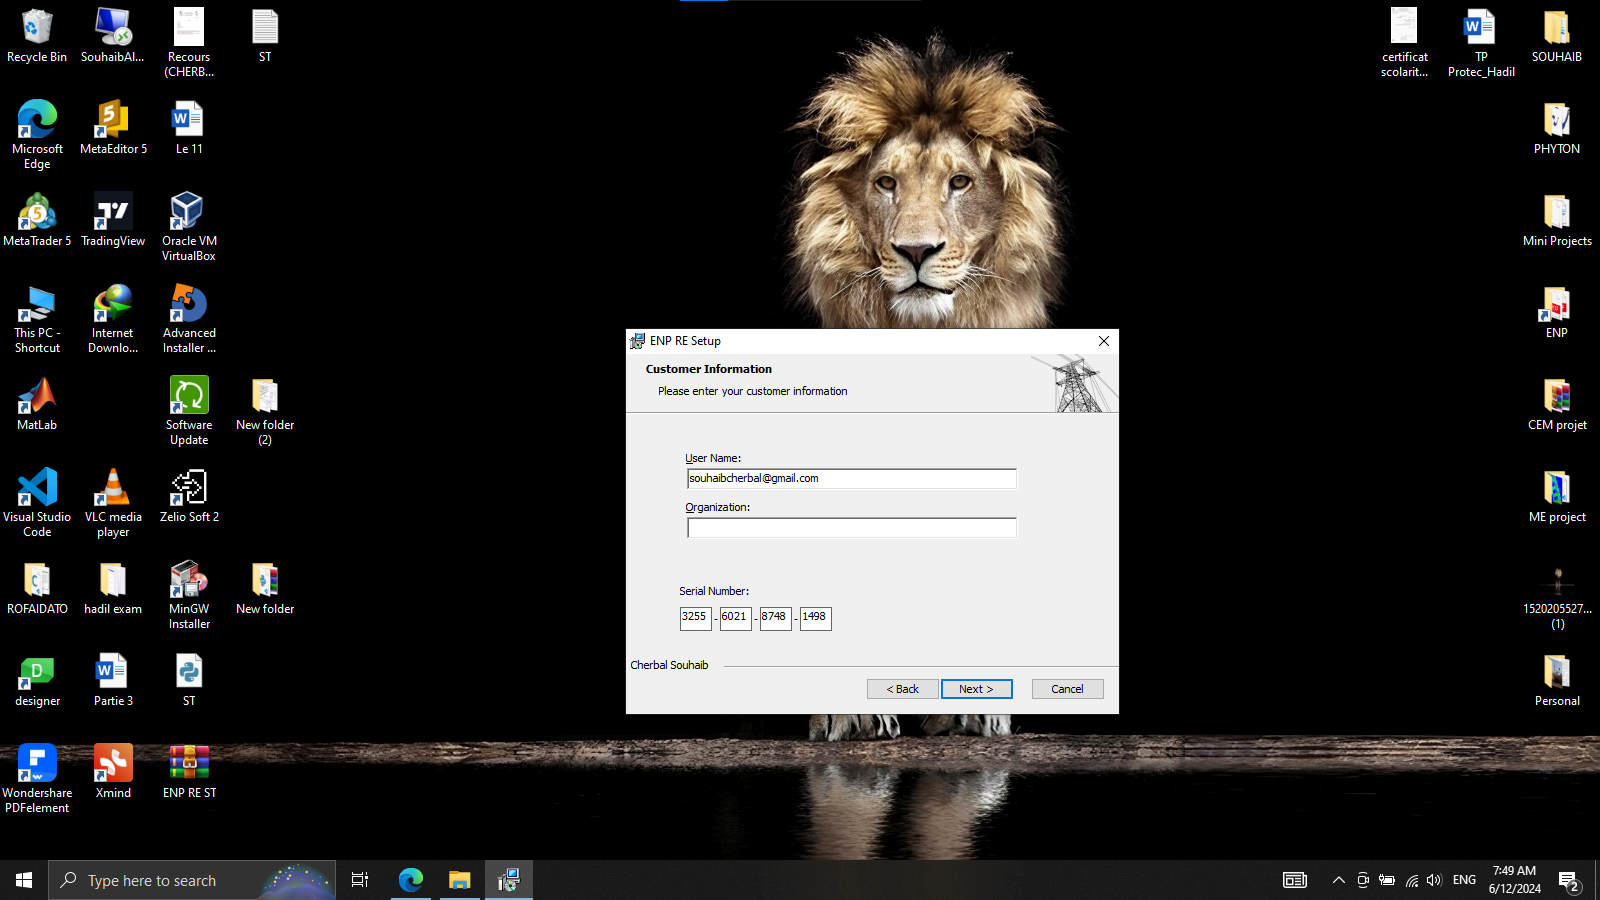 Recycle Bin
SouhaibAl...
Recours
(CHERB...
ST
certificat
scolarit...
TP
Protec_Hadil
SOUHAIB
Microsoft
Edge
MetaEditor 5
Le 11
PHYTON
MetaTrader 5
TradingView
Oracle VM
VirtualBox
Mini Projects
This PC -
Shortcut
Internet
Downlo...
Advanced
Installer ...
ENP
MatLab
Software
Update
New folder
(2)
CEM projet
Visual Studio
Code
VLC media
player
Zelio Soft 2
ME project
ROFAIDATO
hadil exam
MinGW
Installer
New folder
1520205527...
(1)
designer
Partie 3
ST
Personal
Wondershare
PDFelement
Xmind
ENP RE ST
ENP RE Setup
Customer Information
Please enter your customer information
User Name:
souhaibcherbal@gmail.com
Organization:
Serial Number:
3255 - 6021 - 8748 - 1498
Cherbal Souhaib
< Back
Next >
Cancel
Type here to search
ENG
7:49 AM
6/12/2024
2